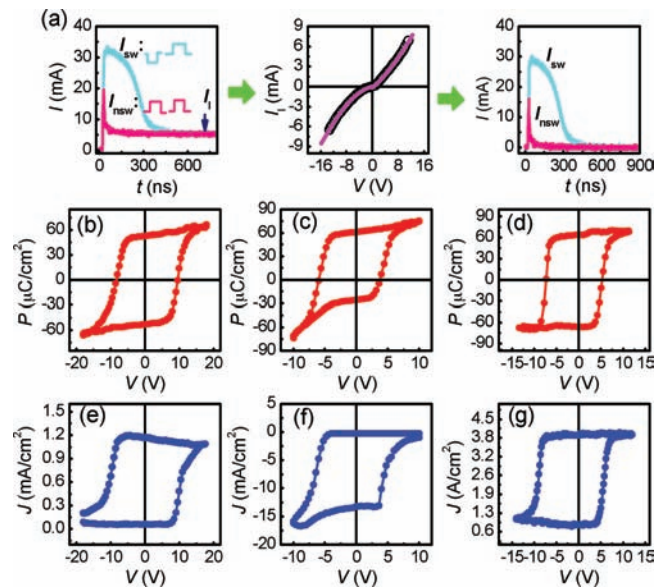 (a)
I (mA)
40
30
20
10
0
0 300 600
t (ns)
Isw:
Insw:
Il
Il (mA)
9
6
3
0
-3
-6
-9
-16 -8 0 8 16
V (V)
I (mA)
40
30
20
10
0
0 300 600 900
t (ns)
Isw
Insw
(b)
P (μC/cm²)
60
30
0
-30
-60
-20 -10 0 10 20
V (V)
(c)
P (μC/cm²)
90
60
30
0
-30
-60
-90
-10 -5 0 5 10
V (V)
(d)
P (μC/cm²)
90
60
30
0
-30
-60
-90
-15 -10 -5 0 5 10 15
V (V)
(e)
J (mA/cm²)
1.5
1.2
0.9
0.6
0.3
0.0
-20 -10 0 10 20
V (V)
(f)
J (mA/cm²)
5
0
-5
-10
-15
-20
-10 -5 0 5 10
V (V)
(g)
J (A/cm²)
4.5
3.8
3.2
2.6
1.9
1.3
0.6
-15 -10 -5 0 5 10 15
V (V)